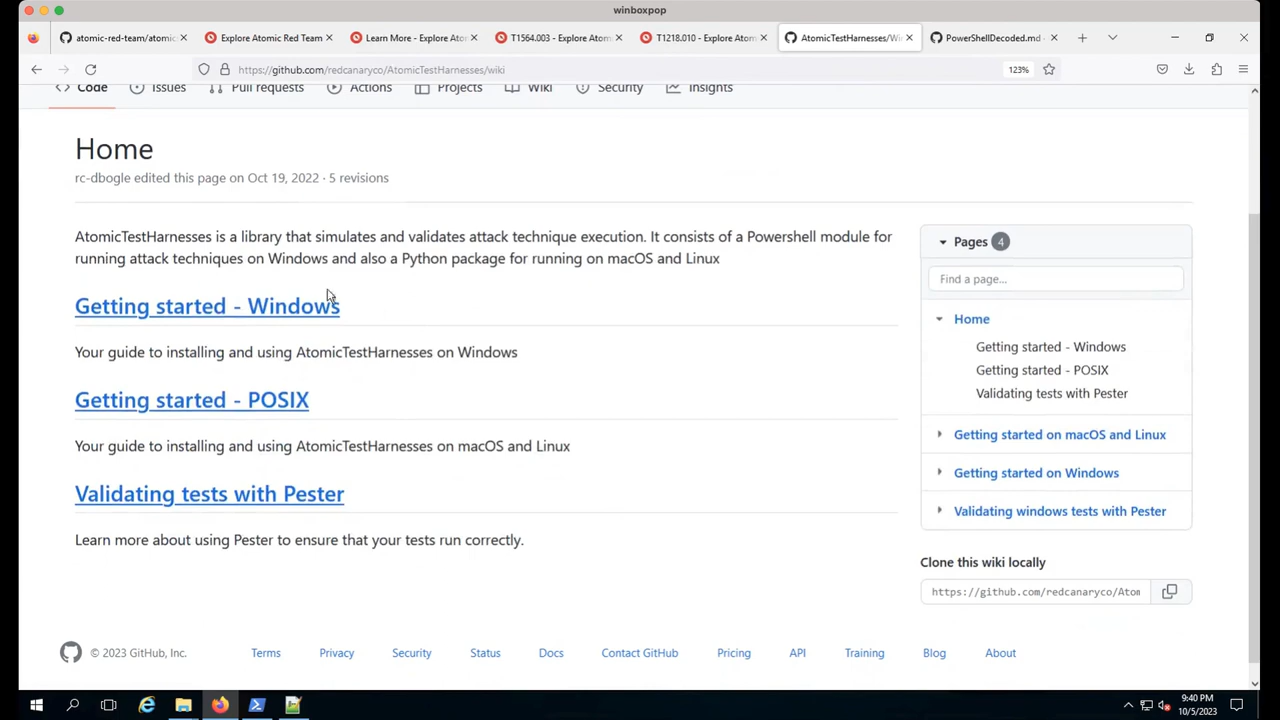 winboxpop
atomic-red-team/atomic
Explore Atomic Red Team
Learn More - Explore Aton
T1564.003 - Explore Atom
T1218.010 - Explore Atom
AtomicTestHarnesses/Wi
PowerShellDecoded.md -
https://github.com/redcanaryco/AtomicTestHarnesses/wiki
123%
Code
Issues
Pull requests
Actions
Projects
Wiki
Security
Insights
Home
rc-dbogle edited this page on Oct 19, 2022 · 5 revisions
AtomicTestHarnesses is a library that simulates and validates attack technique execution. It consists of a Powershell module for
running attack techniques on Windows and also a Python package for running on macOS and Linux
Getting started - Windows
Your guide to installing and using AtomicTestHarnesses on Windows
Getting started - POSIX
Your guide to installing and using AtomicTestHarnesses on macOS and Linux
Validating tests with Pester
Learn more about using Pester to ensure that your tests run correctly.
Pages 4
Find a page...
Home
Getting started - Windows
Getting started - POSIX
Validating tests with Pester
Getting started on macOS and Linux
Getting started on Windows
Validating windows tests with Pester
Clone this wiki locally
https://github.com/redcanaryco/Atom
© 2023 GitHub, Inc.
Terms
Privacy
Security
Status
Docs
Contact GitHub
Pricing
API
Training
Blog
About
9:40 PM
10/5/2023